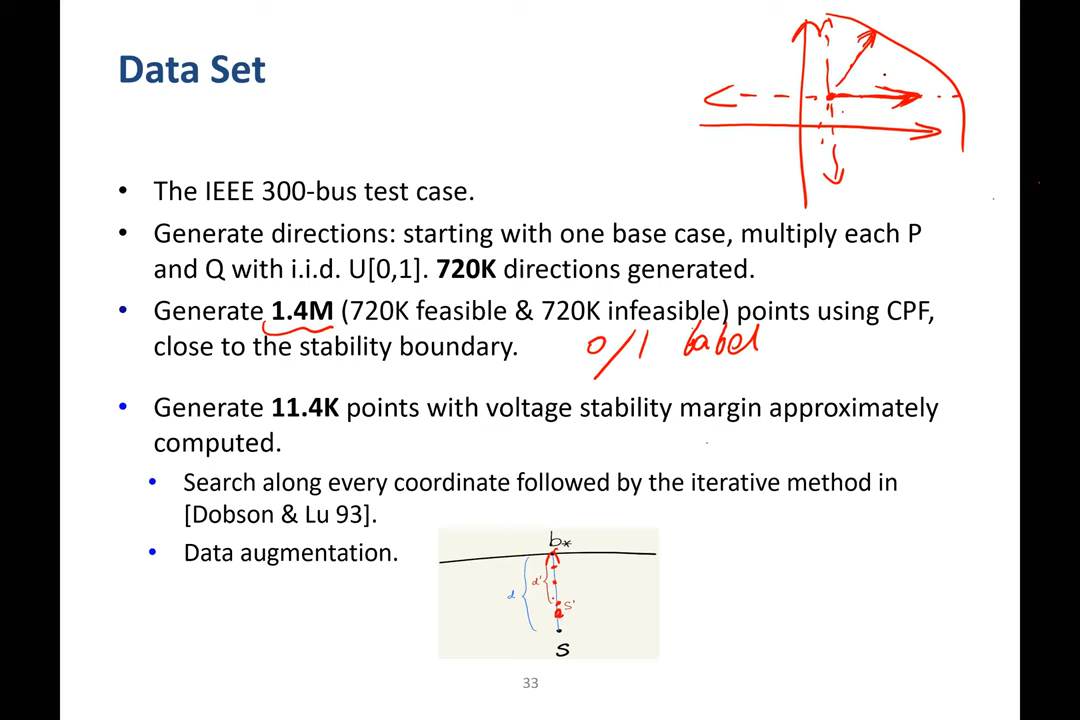 Data Set
• The IEEE 300-bus test case.
• Generate directions: starting with one base case, multiply each P
and Q with i.i.d. U[0,1]. 720K directions generated.
• Generate 1.4M (720K feasible & 720K infeasible) points using CPF,
close to the stability boundary.
0/1 label
• Generate 11.4K points with voltage stability margin approximately
computed.
• Search along every coordinate followed by the iterative method in
[Dobson & Lu 93].
• Data augmentation.
b*
d'
d
s'
s
33